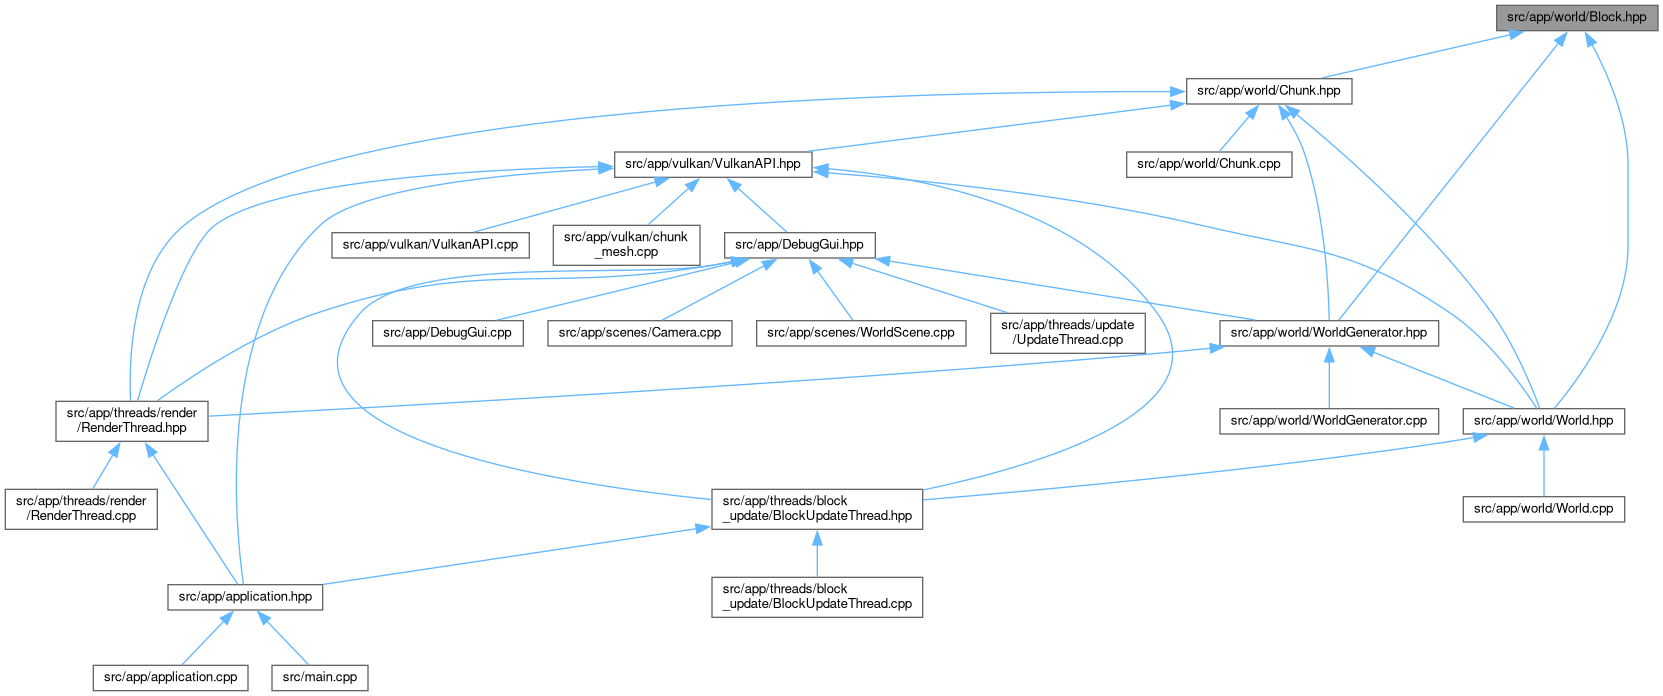 src/app/world/Block.hpp
src/app/world/Chunk.hpp
src/app/vulkan/VulkanAPI.hpp
src/app/world/Chunk.cpp
src/app/vulkan/VulkanAPI.cpp
src/app/vulkan/chunk
_mesh.cpp
src/app/DebugGui.hpp
src/app/DebugGui.cpp
src/app/scenes/Camera.cpp
src/app/scenes/WorldScene.cpp
src/app/threads/update
/UpdateThread.cpp
src/app/world/WorldGenerator.hpp
src/app/threads/render
/RenderThread.hpp
src/app/world/WorldGenerator.cpp
src/app/world/World.hpp
src/app/threads/render
/RenderThread.cpp
src/app/threads/block
_update/BlockUpdateThread.hpp
src/app/world/World.cpp
src/app/application.hpp
src/app/threads/block
_update/BlockUpdateThread.cpp
src/app/application.cpp
src/main.cpp